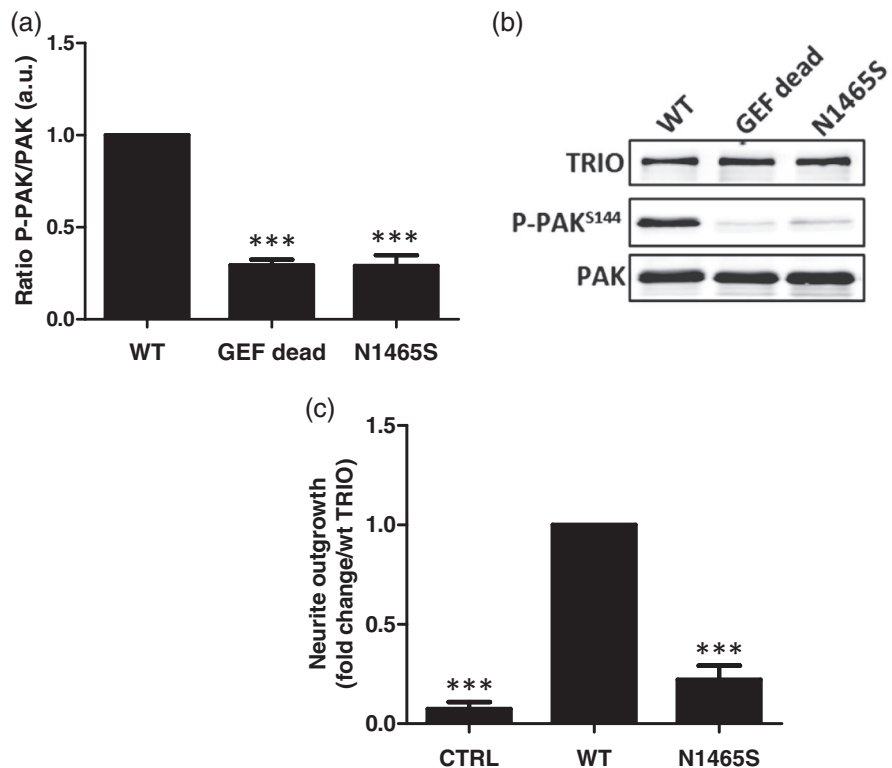 (a)
Ratio P-PAK/PAK (a.u.)
1.5
1.0
0.5
0.0
***
***
WT
GEF dead
N1465S
(b)
WT
GEF dead
N1465S
TRIO
P-PAK^S144
PAK
(c)
Neurite outgrowth
(fold change/wt TRIO)
1.5
1.0
0.5
0.0
***
***
CTRL
WT
N1465S